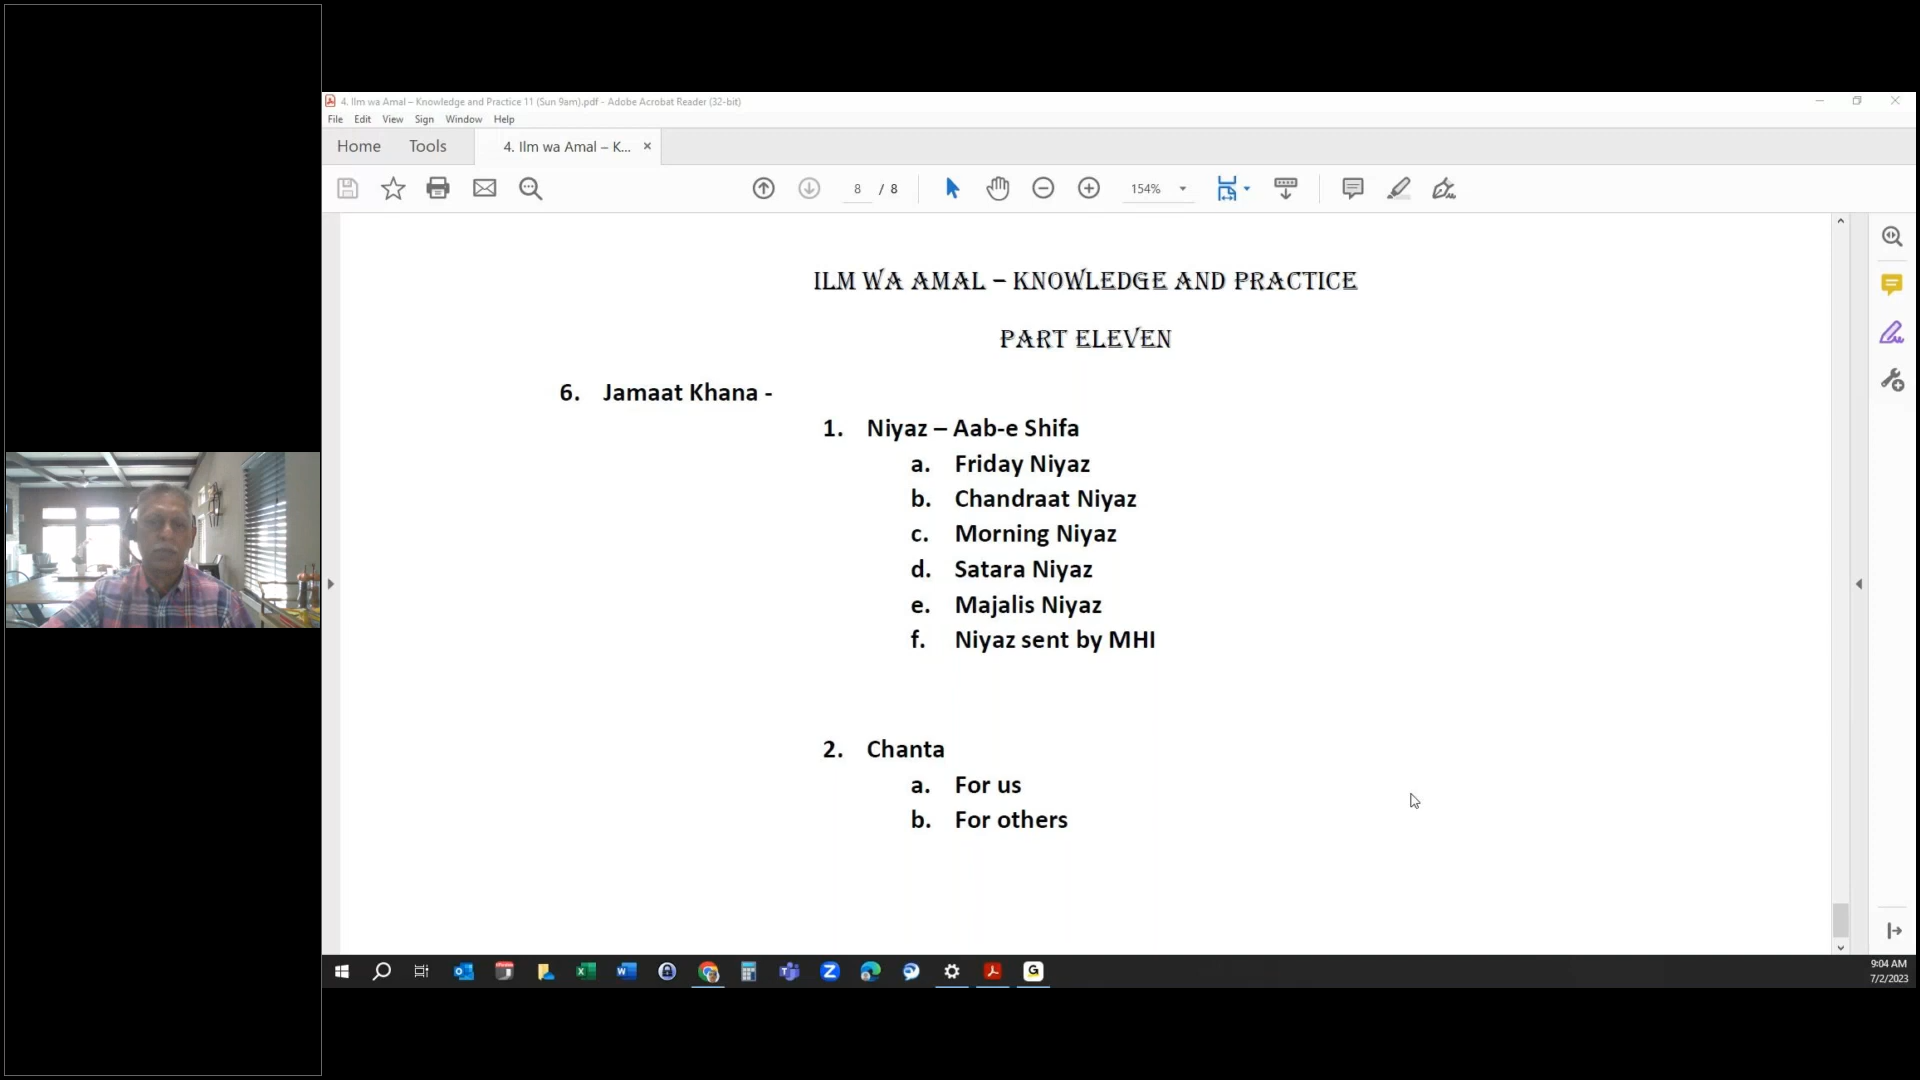 4. Ilm wa Amal – Knowledge and Practice 11 (Sun 9am).pdf - Adobe Acrobat Reader (32-bit)
File Edit View Sign Window Help
Home Tools 4. Ilm wa Amal – K... ×
8 / 8 154%
ILM WA AMAL – KNOWLEDGE AND PRACTICE
PART ELEVEN
6. Jamaat Khana -
1. Niyaz – Aab-e Shifa
a. Friday Niyaz
b. Chandraat Niyaz
c. Morning Niyaz
d. Satara Niyaz
e. Majalis Niyaz
f. Niyaz sent by MHI
2. Chanta
a. For us
b. For others
9:04 AM
7/2/2023